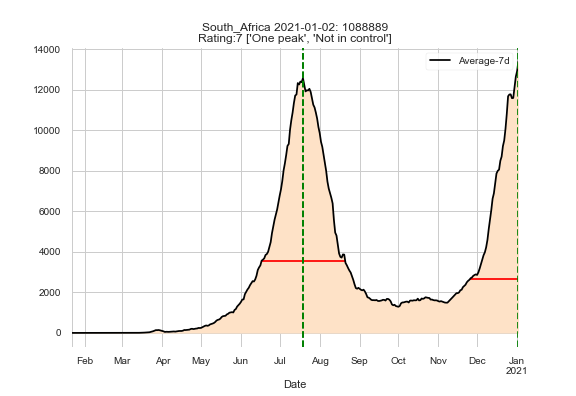 South_Africa 2021-01-02: 1088889
Rating:7 ['One peak', 'Not in control']
Average-7d
14000
12000
10000
8000
6000
4000
2000
0
Feb Mar Apr May Jun Jul Aug Sep Oct Nov Dec Jan
2021
Date